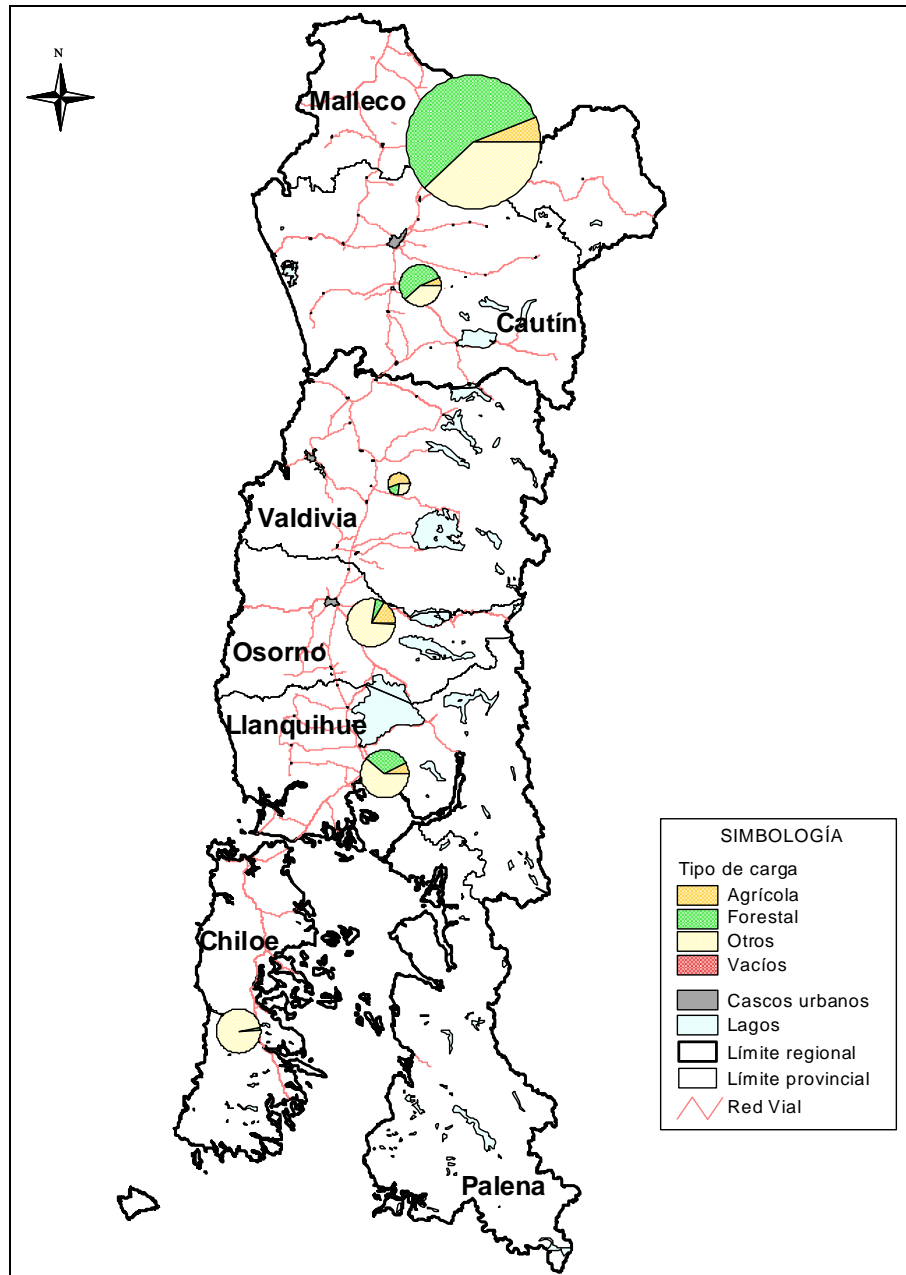 N
Malleco
Cautín
Valdivia
Osorno
Llanquihue
Chiloe
Palena
SIMBOLOGÍA
Tipo de carga
Agrícola
Forestal
Otros
Vacíos
Cascos urbanos
Lagos
Límite regional
Límite provincial
Red Vial